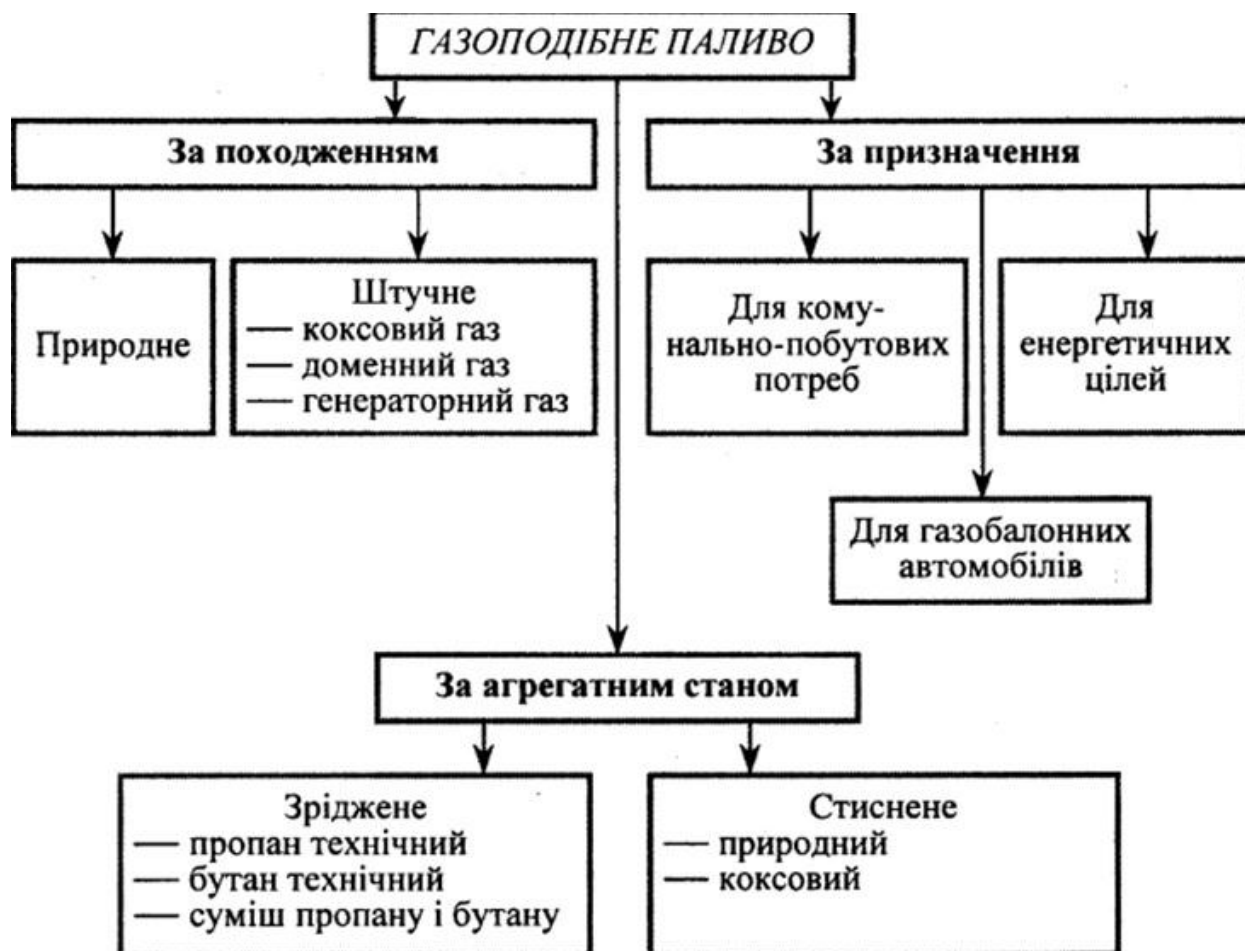 ГАЗОПОДІБНЕ ПАЛИВО
За походженням
За призначення
Природне
Штучне
— коксовий газ
— доменний газ
— генераторний газ
Для кому-
нально-побутових
потреб
Для
енергетичних
цілей
Для газобалонних
автомобілів
За агрегатним станом
Зріджене
— пропан технічний
— бутан технічний
— суміш пропану і бутану
Стиснене
— природний
— коксовий